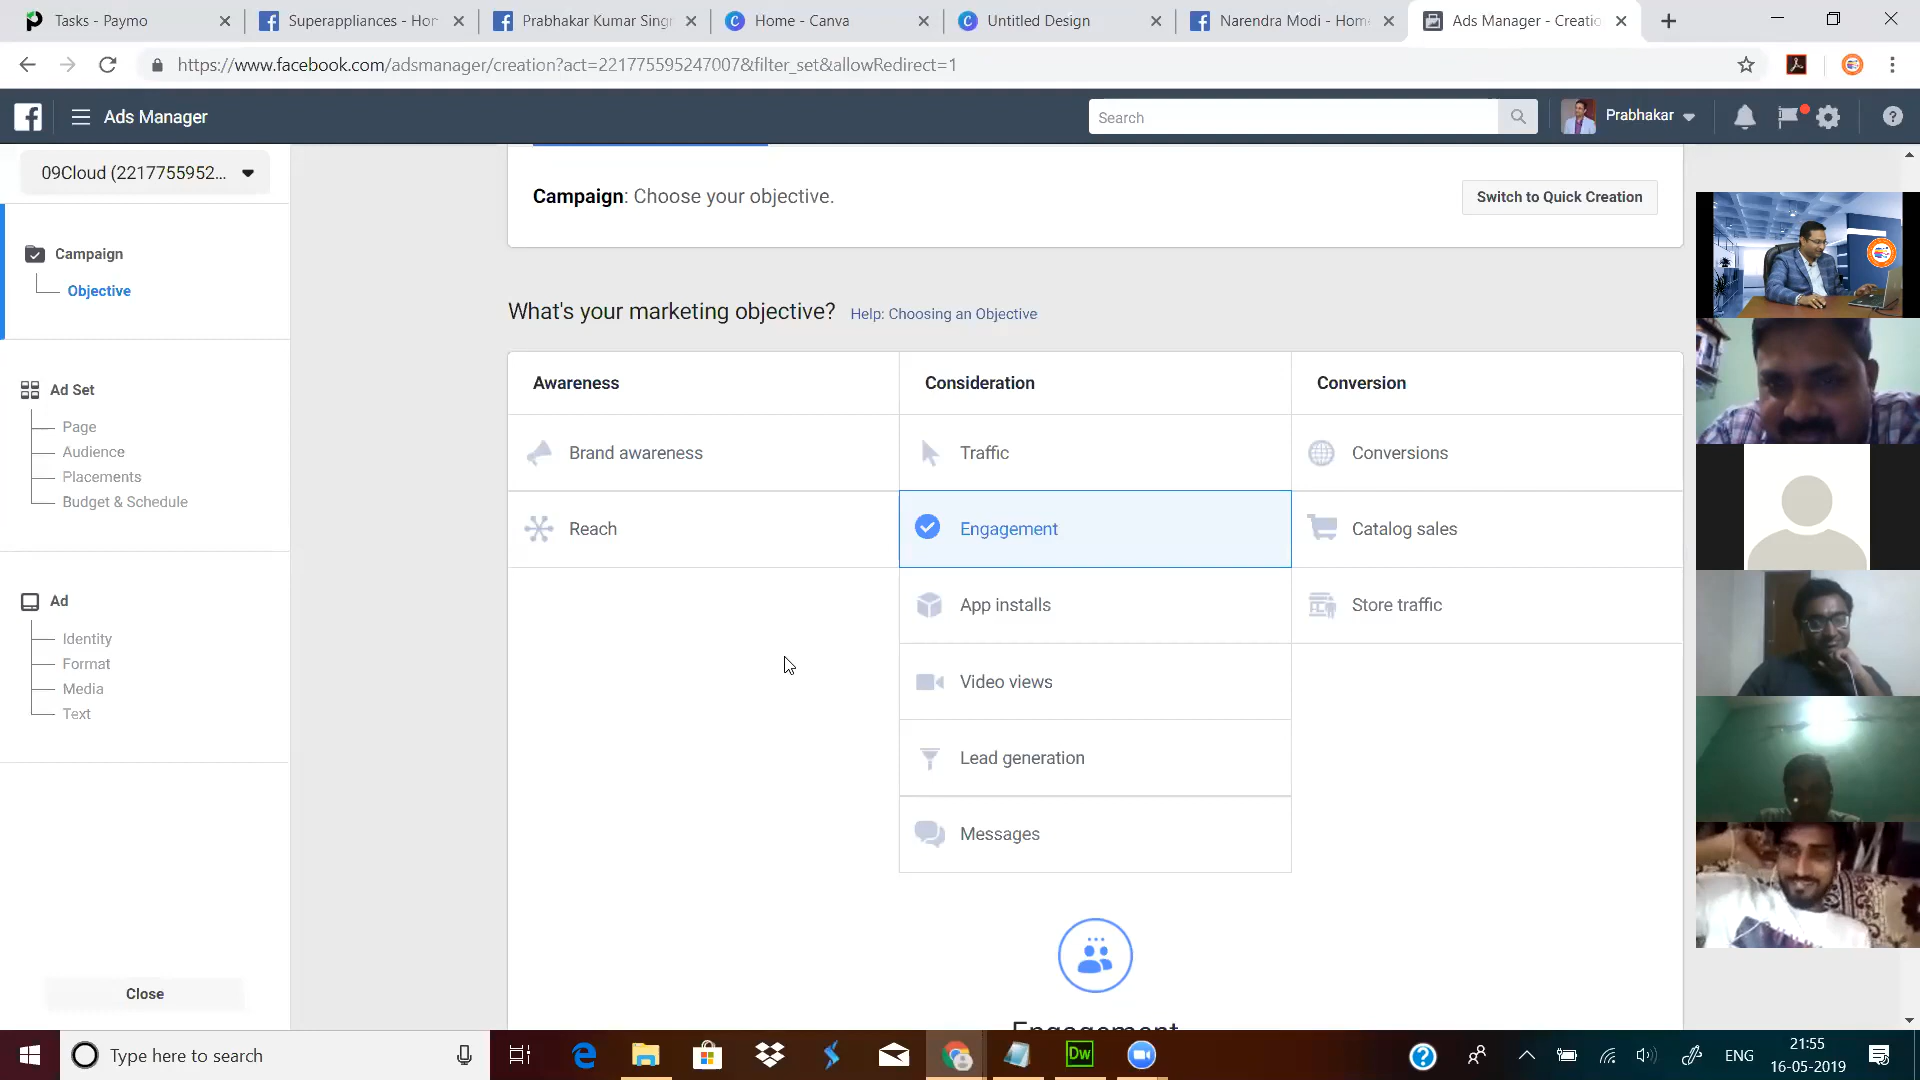 Tasks - Paymo
Superappliances - Hor
Prabhakar Kumar Sing
Home - Canva
Untitled Design
Narendra Modi - Hom
Ads Manager - Creatio
https://www.facebook.com/adsmanager/creation?act=221775595247007&filter_set&allowRedirect=1
Ads Manager
Search
Prabhakar
09Cloud (2217755952...
Campaign: Choose your objective.
Switch to Quick Creation
Campaign
Objective
What's your marketing objective?
Help: Choosing an Objective
Awareness
Consideration
Conversion
Ad Set
Page
Audience
Placements
Budget & Schedule
Brand awareness
Traffic
Conversions
Reach
Engagement
Catalog sales
App installs
Store traffic
Ad
Identity
Format
Media
Text
Video views
Lead generation
Messages
Close
Engagement
Type here to search
Dw
ENG
21:55
16-05-2019